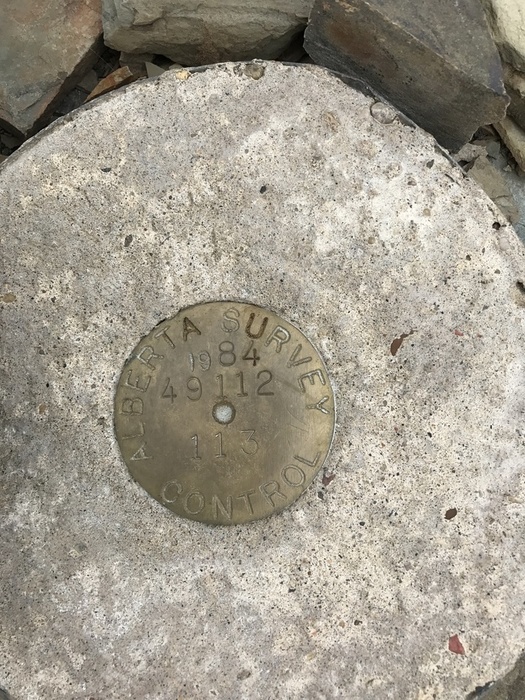 ALBERTA SURVEY
1984
49112
113
CONTROL